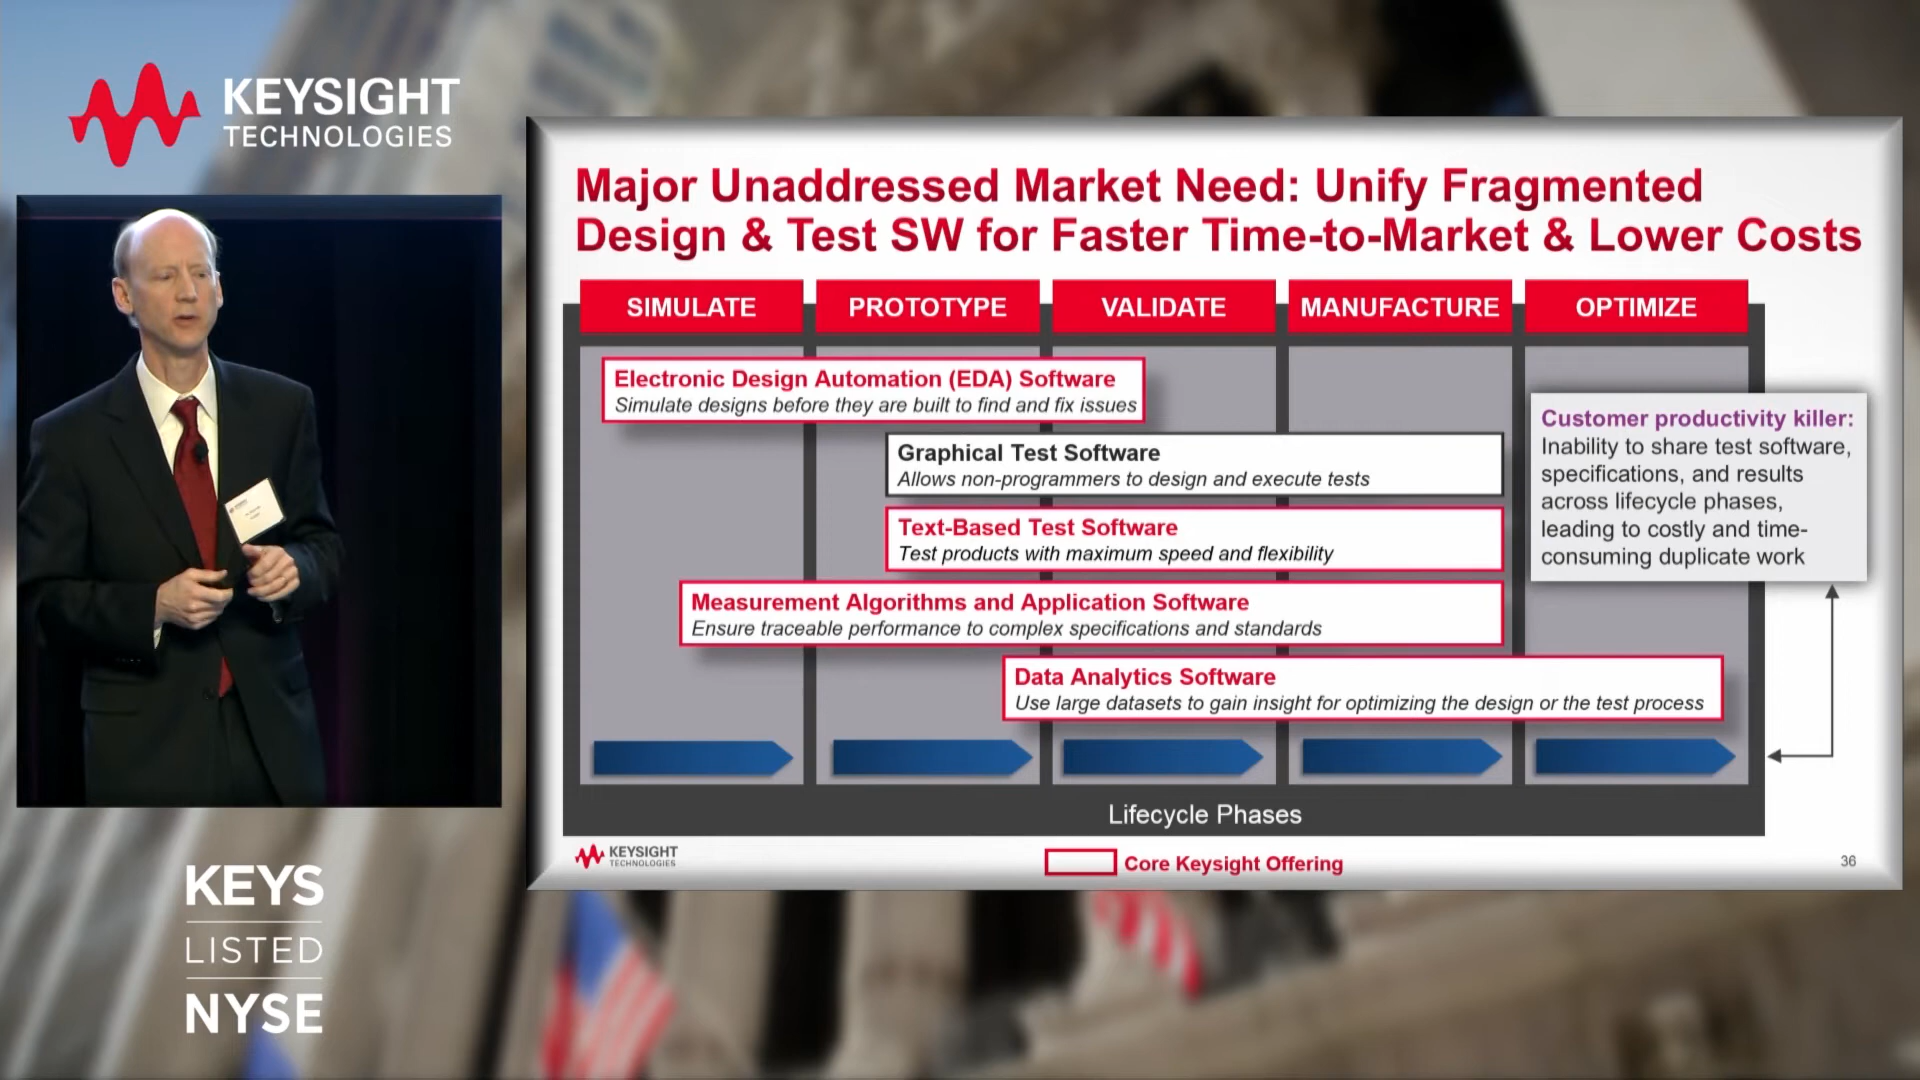 KEYSIGHT
TECHNOLOGIES
Major Unaddressed Market Need: Unify Fragmented
Design & Test SW for Faster Time-to-Market & Lower Costs
SIMULATE
PROTOTYPE
VALIDATE
MANUFACTURE
OPTIMIZE
Electronic Design Automation (EDA) Software
Simulate designs before they are built to find and fix issues
Graphical Test Software
Allows non-programmers to design and execute tests
Text-Based Test Software
Test products with maximum speed and flexibility
Measurement Algorithms and Application Software
Ensure traceable performance to complex specifications and standards
Data Analytics Software
Use large datasets to gain insight for optimizing the design or the test process
Customer productivity killer:
Inability to share test software,
specifications, and results
across lifecycle phases,
leading to costly and time-
consuming duplicate work
Lifecycle Phases
KEYSIGHT
TECHNOLOGIES
Core Keysight Offering
36
KEYS
LISTED
NYSE